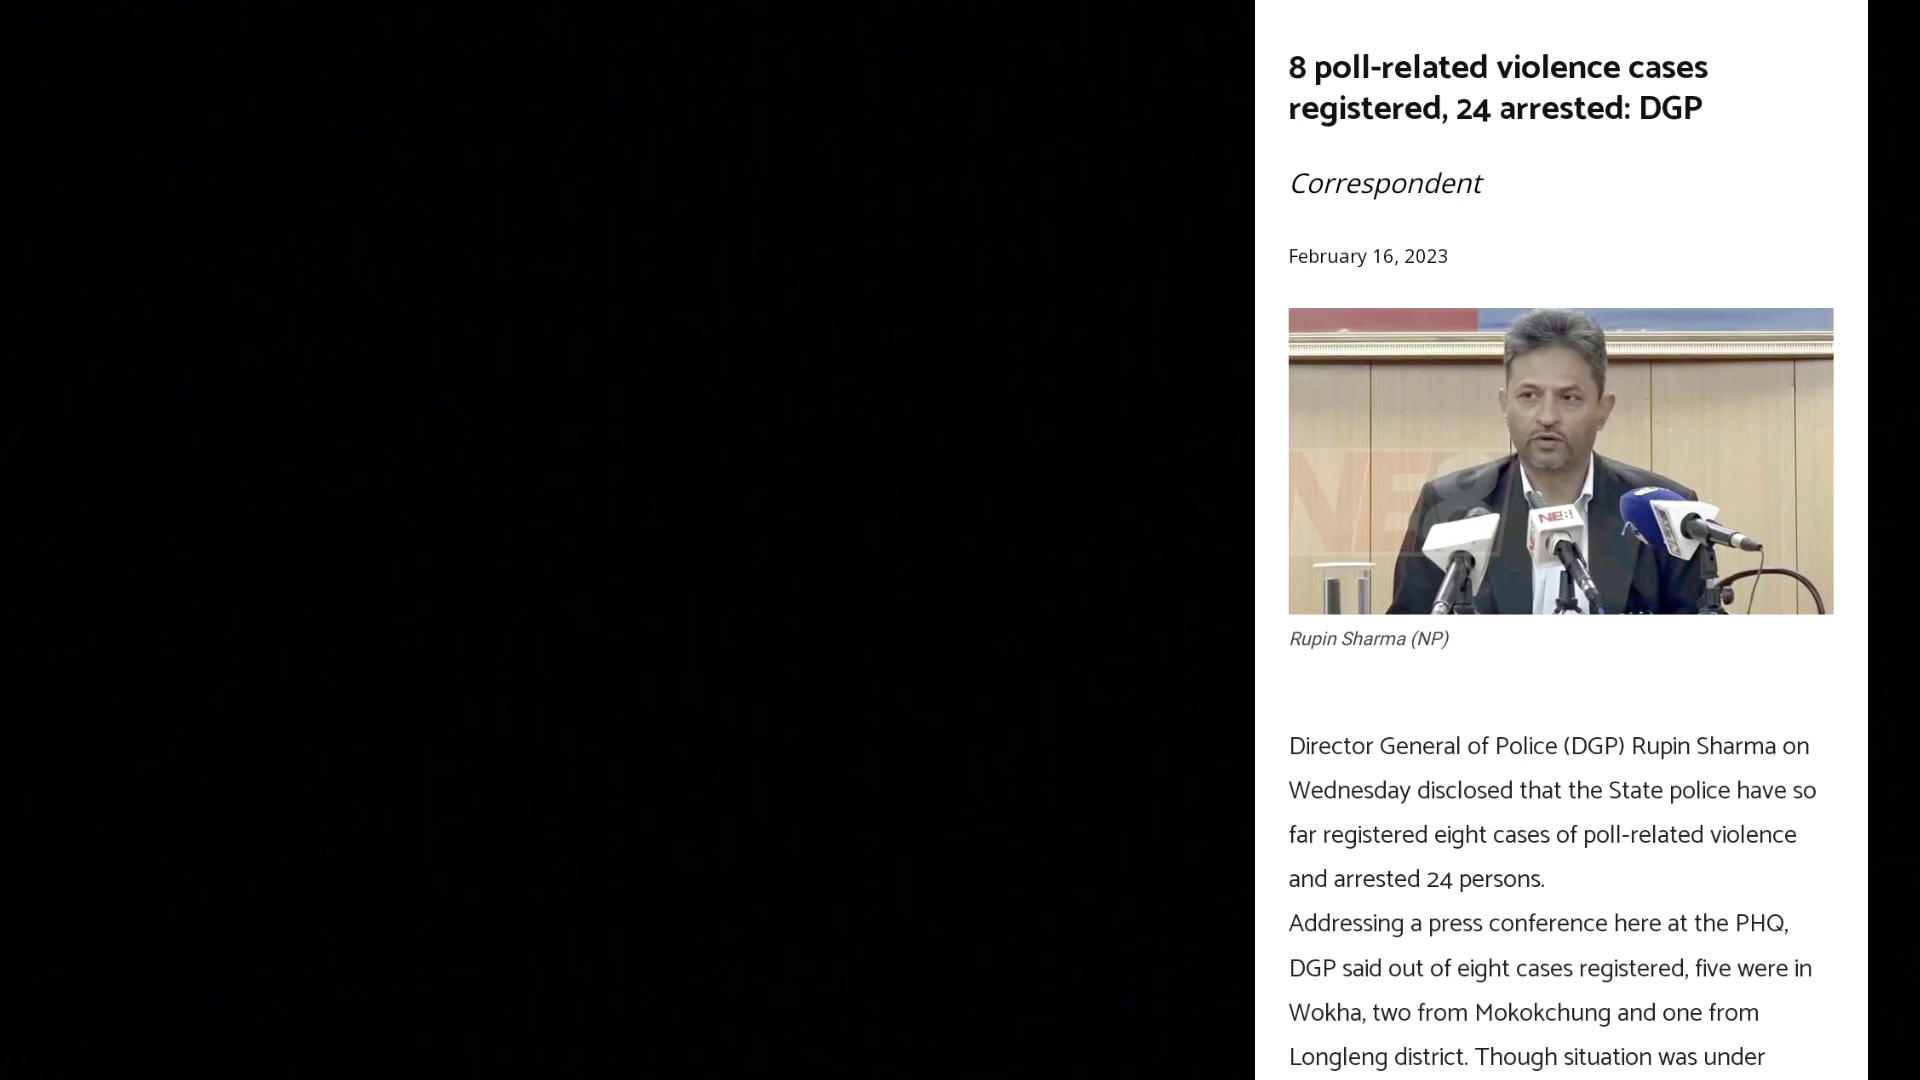 8 poll-related violence cases
registered, 24 arrested: DGP
Correspondent
February 16, 2023
NE8
NE8
Rupin Sharma (NP)
Director General of Police (DGP) Rupin Sharma on
Wednesday disclosed that the State police have so
far registered eight cases of poll-related violence
and arrested 24 persons.
Addressing a press conference here at the PHQ,
DGP said out of eight cases registered, five were in
Wokha, two from Mokokchung and one from
Longleng district. Though situation was under